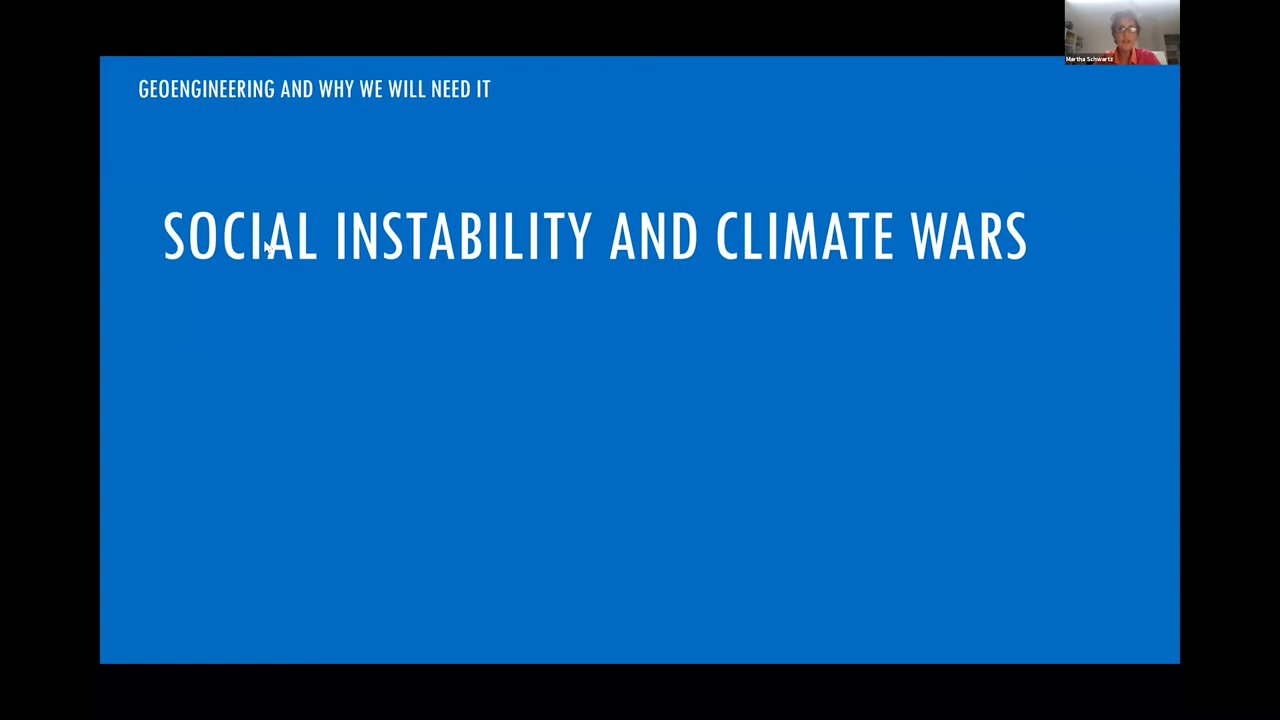 GEOENGINEERING AND WHY WE WILL NEED IT
SOCIAL INSTABILITY AND CLIMATE WARS
Martha Schwartz